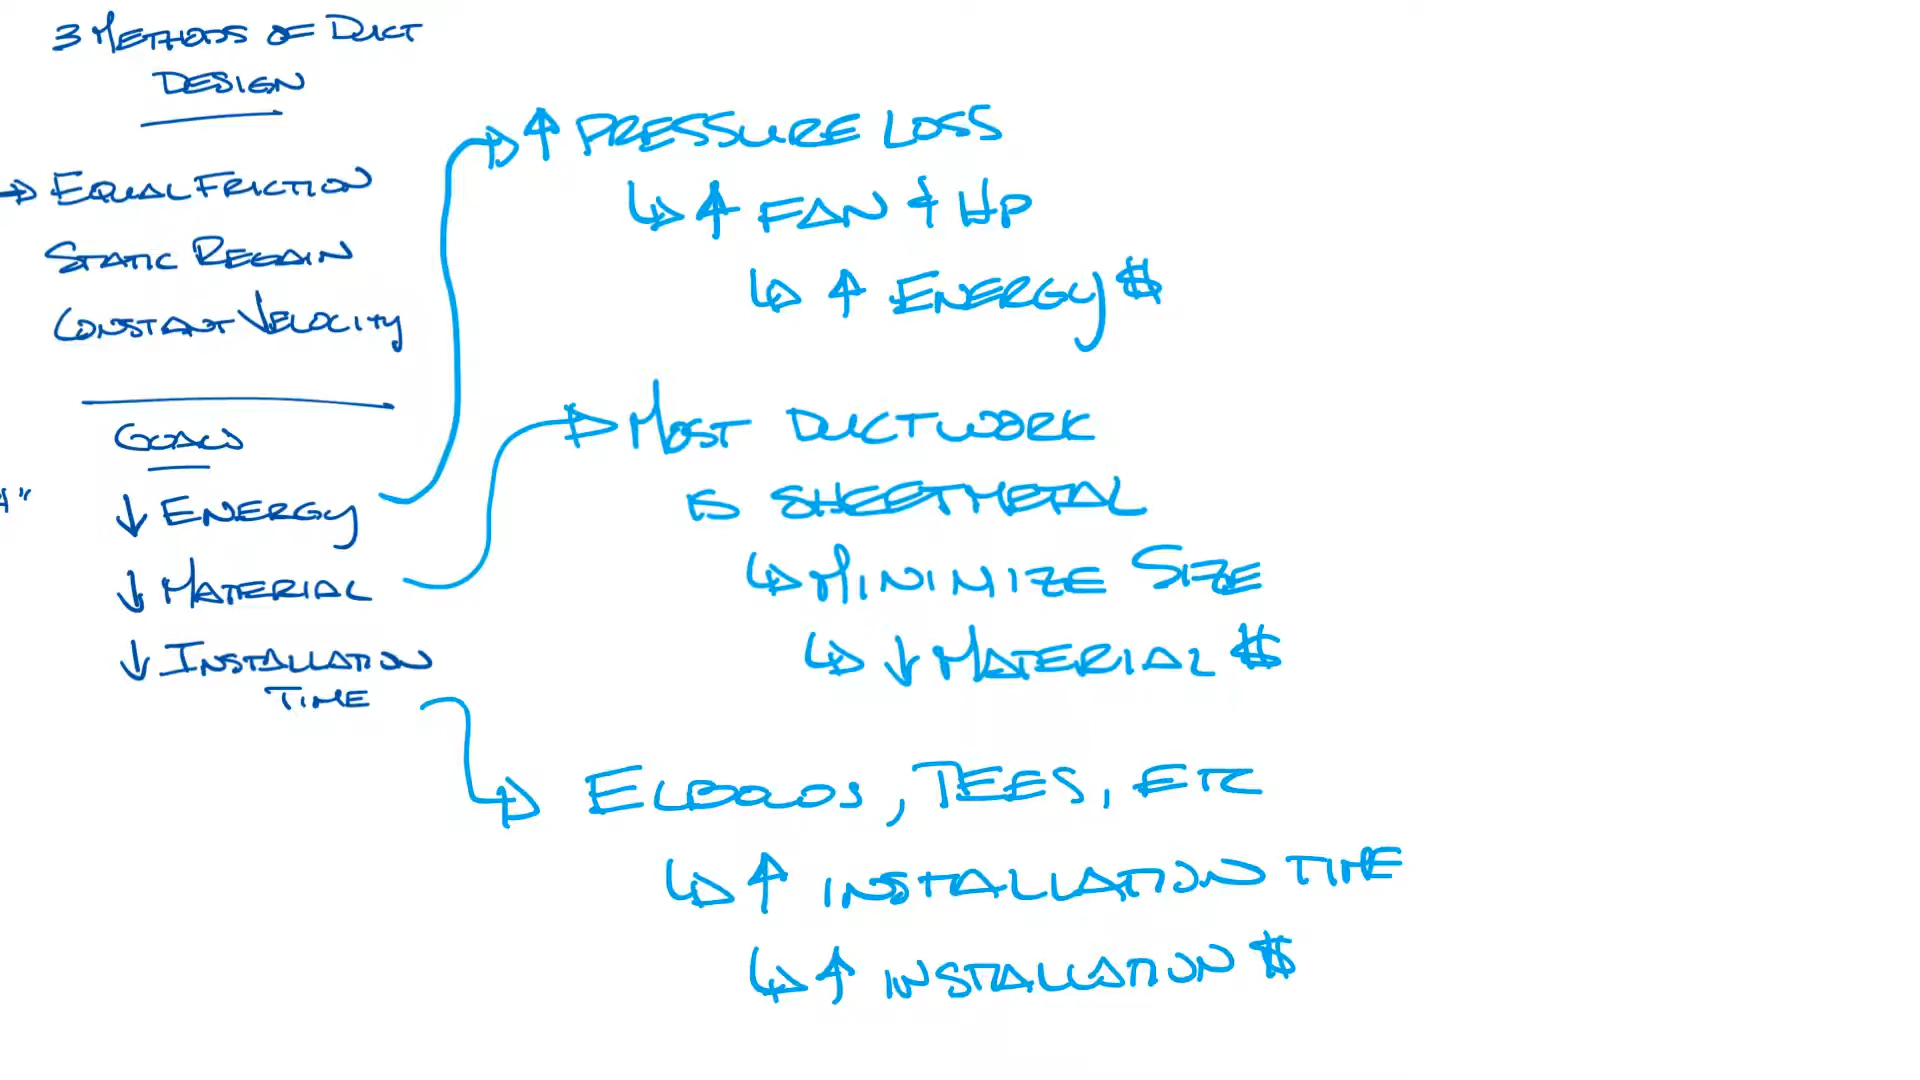 3 METHODS OF DUCT
DESIGN
→ EQUAL FRICTION
STATIC REGAIN
CONSTANT VELOCITY
GOALS
↓ ENERGY
↓ MATERIAL
↓ INSTALLATION
TIME
↑ PRESSURE LOSS
↳ ↑ FAN & HP
↳ ↑ ENERGY $
MOST DUCTWORK
IS SHEETMETAL
↳ MINIMIZE SIZE
↳ ↓ MATERIAL $
ELBOWS, TEES, ETC
↳ ↑ INSTALLATION TIME
↳ ↑ INSTALLATION $